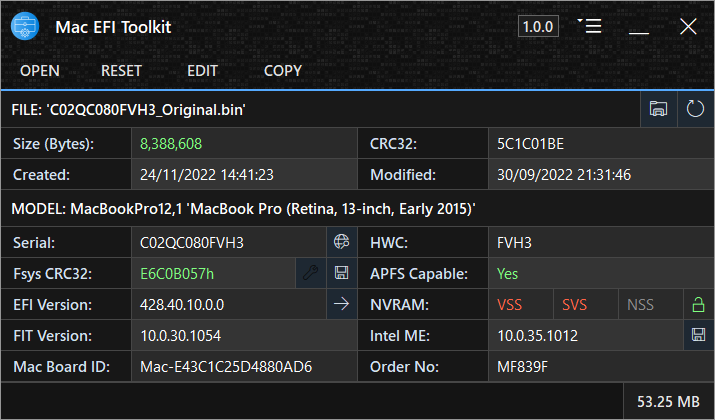 Mac EFI Toolkit 1.0.0
OPEN RESET EDIT COPY
FILE: 'C02QC080FVH3_Original.bin'
Size (Bytes): 8,388,608 CRC32: 5C1C01BE
Created: 24/11/2022 14:41:23 Modified: 30/09/2022 21:31:46
MODEL: MacBookPro12,1 'MacBook Pro (Retina, 13-inch, Early 2015)'
Serial: C02QC080FVH3 HWC: FVH3
Fsys CRC32: E6C0B057h APFS Capable: Yes
EFI Version: 428.40.10.0.0 NVRAM: VSS SVS NSS
FIT Version: 10.0.30.1054 Intel ME: 10.0.35.1012
Mac Board ID: Mac-E43C1C25D4880AD6 Order No: MF839F
53.25 MB